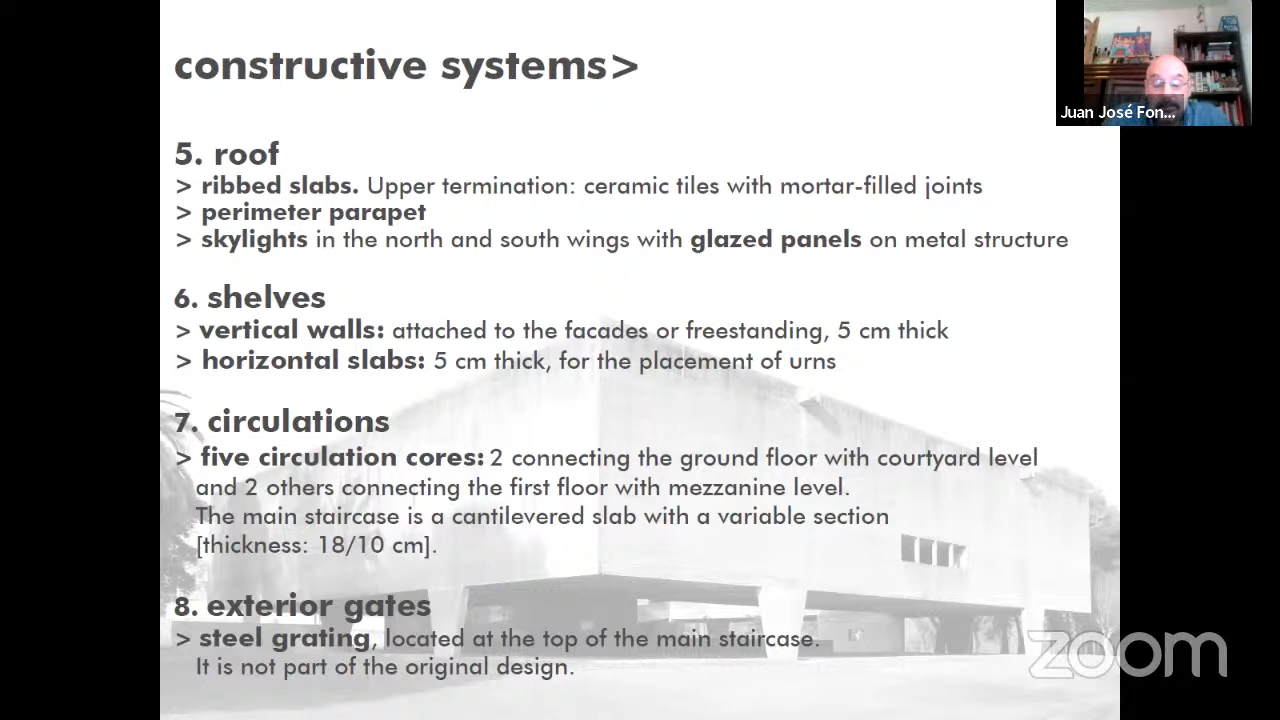 constructive systems>
Juan José Fon...
5. roof
> ribbed slabs. Upper termination: ceramic tiles with mortar-filled joints
> perimeter parapet
> skylights in the north and south wings with glazed panels on metal structure
6. shelves
> vertical walls: attached to the facades or freestanding, 5 cm thick
> horizontal slabs: 5 cm thick, for the placement of urns
7. circulations
> five circulation cores: 2 connecting the ground floor with courtyard level
and 2 others connecting the first floor with mezzanine level.
The main staircase is a cantilevered slab with a variable section
[thickness: 18/10 cm].
8. exterior gates
> steel grating, located at the top of the main staircase.
It is not part of the original design.
zoom